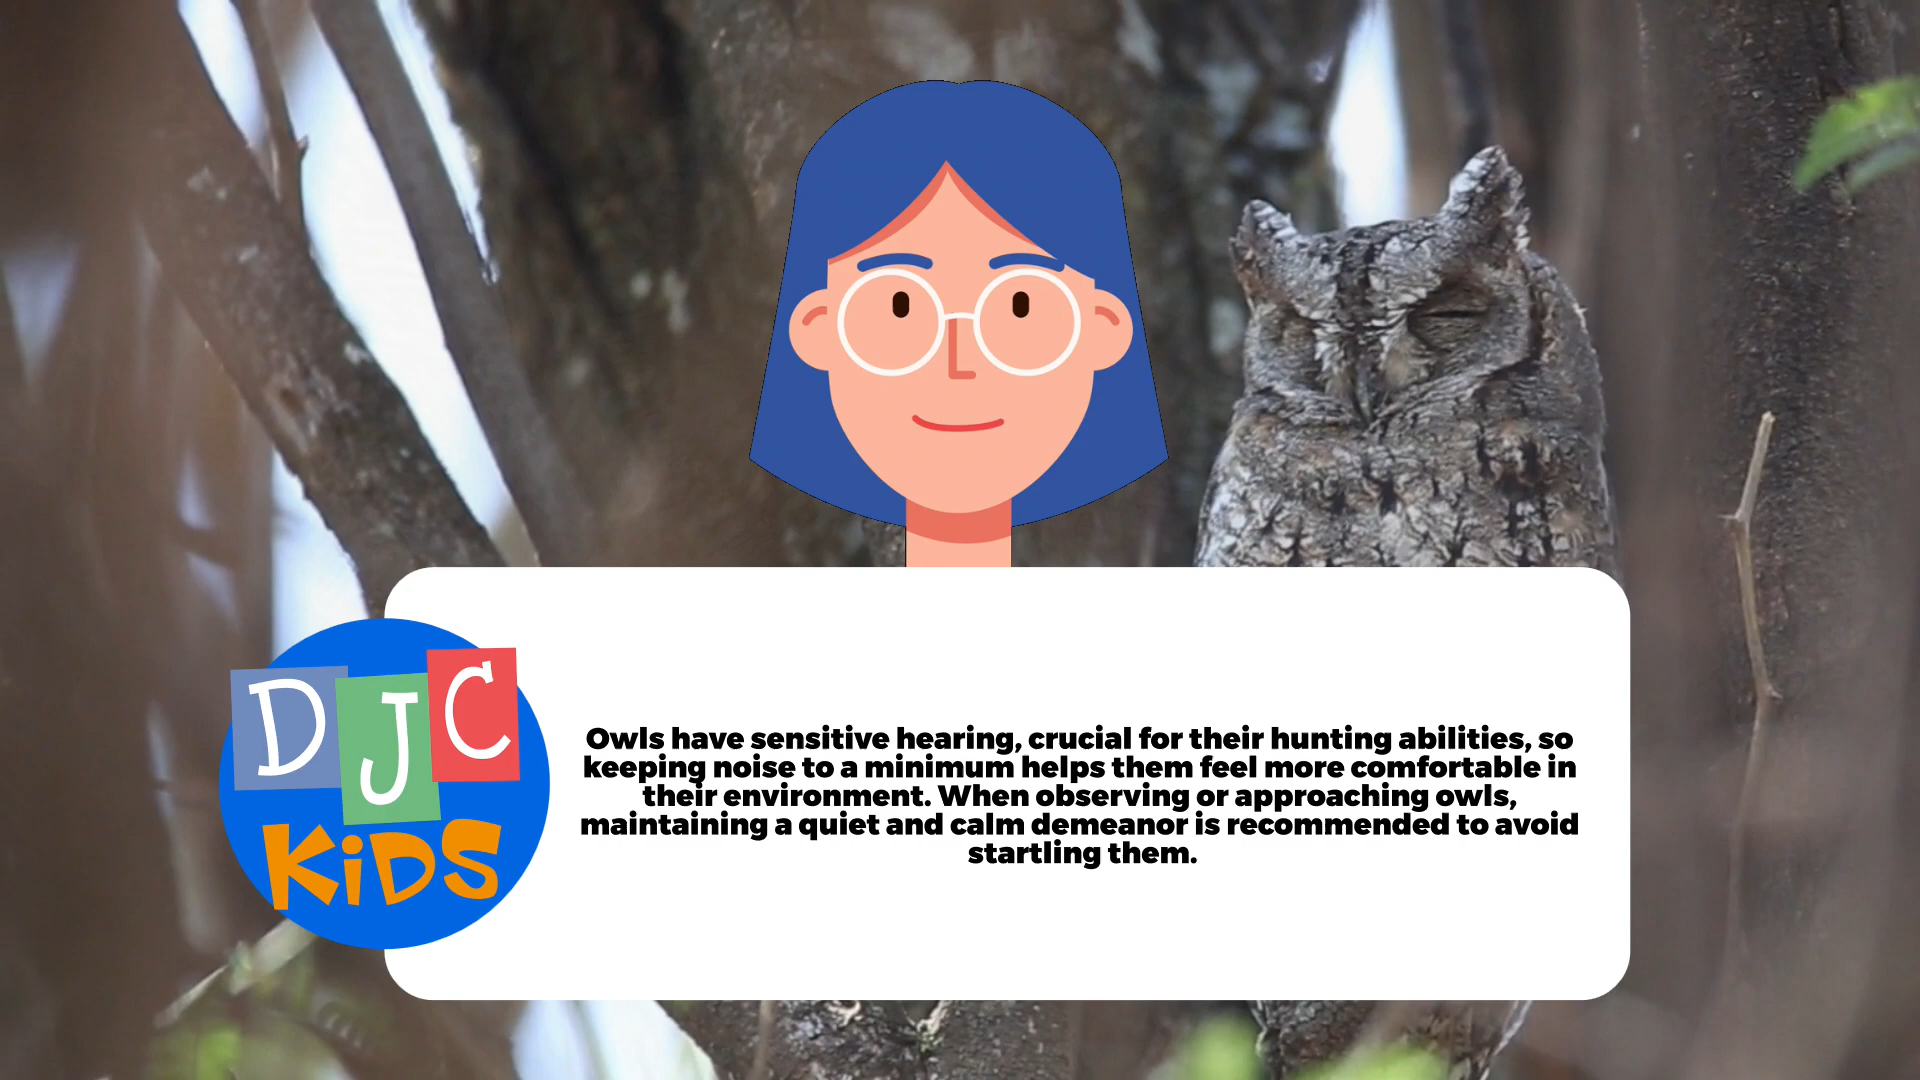 DJC
KiDS
Owls have sensitive hearing, crucial for their hunting abilities, so
keeping noise to a minimum helps them feel more comfortable in
their environment. When observing or approaching owls,
maintaining a quiet and calm demeanor is recommended to avoid
startling them.